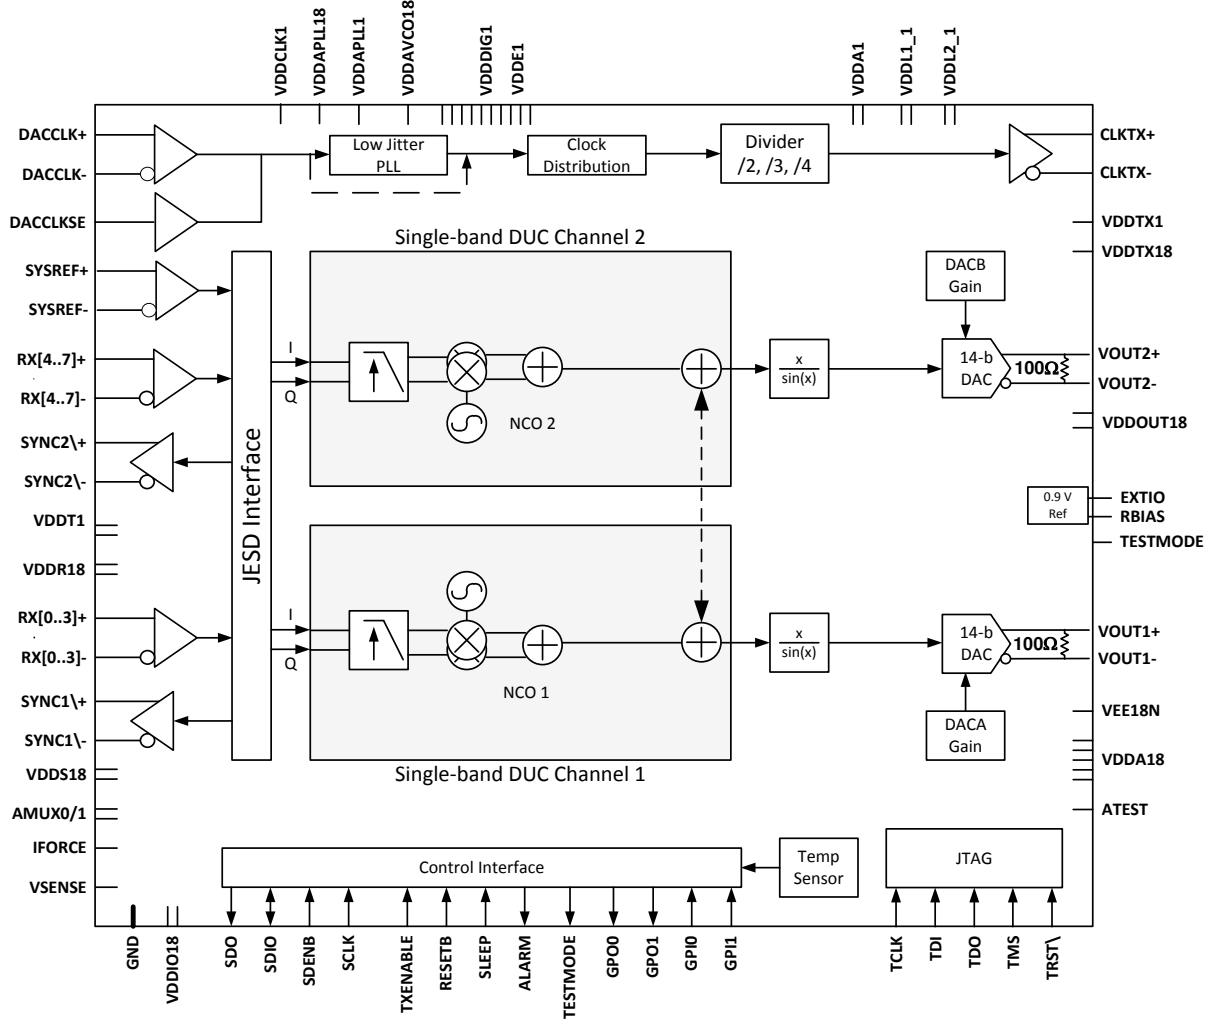 VDDCLK1
VDDAPLL18
VDDAPLL1
VDDAVCO18
VDDDIG1
VDDE1
VDDA1
VDDL1_1
VDDL2_1
DACCLK+
DACCLK-
DACCLKSE
SYSREF+
SYSREF-
RX[4..7]+
RX[4..7]-
SYNC2\+
SYNC2\-
VDDT1
VDDR18
RX[0..3]+
RX[0..3]-
SYNC1\+
SYNC1\-
VDDS18
AMUX0/1
IFORCE
VSENSE
Low Jitter
PLL
Clock
Distribution
Divider
/2, /3, /4
CLKTX+
CLKTX-
VDDTX1
VDDTX18
JESD Interface
Single-band DUC Channel 2
I
Q
NCO 2
x
sin(x)
DACB
Gain
14-b
DAC
100Ω
VOUT2+
VOUT2-
VDDOUT18
0.9 V
Ref
EXTIO
RBIAS
TESTMODE
I
Q
NCO 1
Single-band DUC Channel 1
x
sin(x)
14-b
DAC
100Ω
DACA
Gain
VOUT1+
VOUT1-
VEE18N
VDDA18
ATEST
Control Interface
Temp
Sensor
JTAG
GND
VDDIO18
SDO
SDIO
SDENB
SCLK
TXENABLE
RESETB
SLEEP
ALARM
TESTMODE
GPO0
GPO1
GPI0
GPI1
TCLK
TDI
TDO
TMS
TRST\